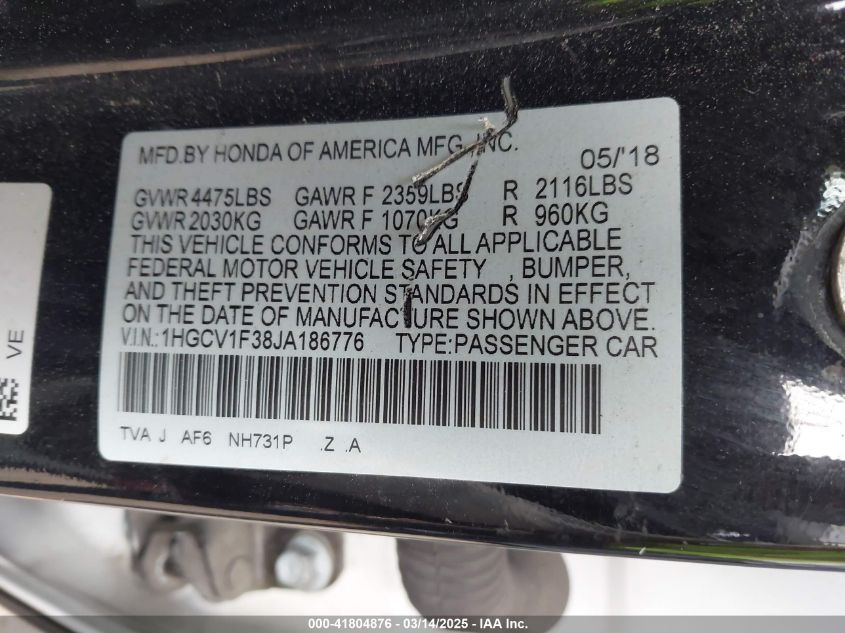 MFD.BY HONDA OF AMERICA MFG.,INC. 05/'18
GVWR 4475LBS GAWR F 2359LBS R 2116LBS
GVWR 2030KG GAWR F 1070KG R 960KG
THIS VEHICLE CONFORMS TO ALL APPLICABLE
FEDERAL MOTOR VEHICLE SAFETY , BUMPER,
AND THEFT PREVENTION STANDARDS IN EFFECT
ON THE DATE OF MANUFACTURE SHOWN ABOVE.
V.I.N.:1HGCV1F38JA186776 TYPE:PASSENGER CAR
TVA J AF6 NH731P .Z .A
VE
000-41804876 — 03/14/2025 — IAA Inc.